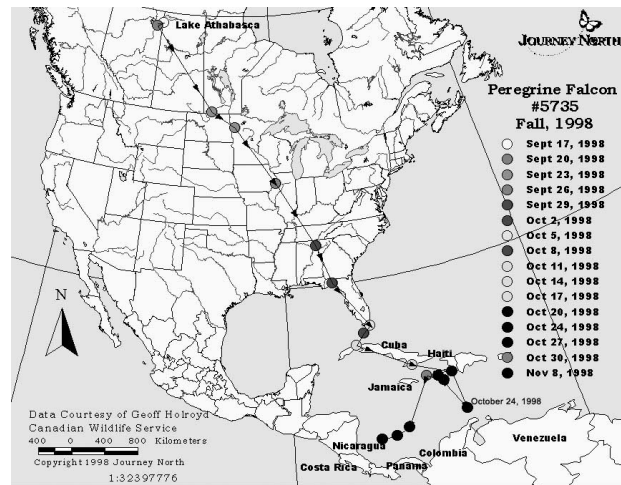 Lake Athabasca
JOURNEY NORTH
Peregrine Falcon
#5735
Fall, 1998
Sept 17, 1998
Sept 20, 1998
Sept 23, 1998
Sept 26, 1998
Sept 29, 1998
Oct 2, 1998
Oct 5, 1998
Oct 8, 1998
Oct 11, 1998
Oct 14, 1998
Oct 17, 1998
Oct 20, 1998
Oct 24, 1998
Oct 27, 1998
Oct 30, 1998
Nov 8, 1998
N
Cuba
Haiti
Jamaica
October 24, 1998
Nicaragua
Costa Rica
Panama
Colombia
Venezuela
Data Courtesy of Geoff Holroyd
Canadian Wildlife Service
400 0 400 800 Kilometers
Copyright 1998 Journey North
1:32397776